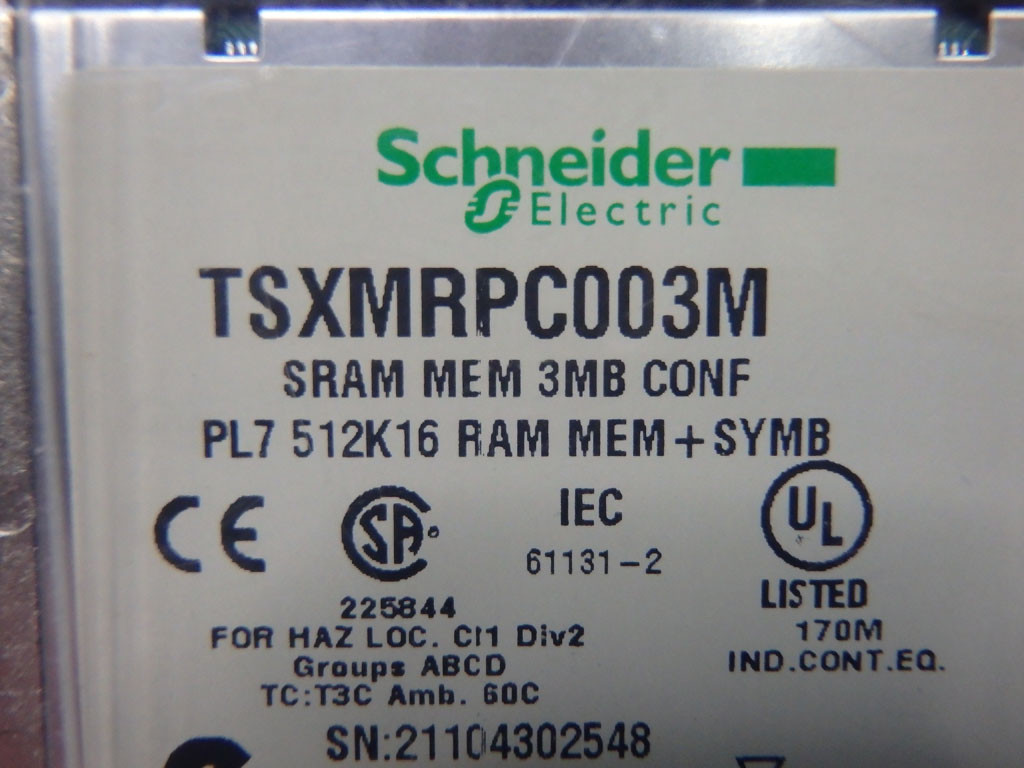 Schneider
Electric
TSXMRPC003M
SRAM MEM 3MB CONF
PL7 512K16 RAM MEM+SYMB
CE
SA
IEC
61131-2
UL
LISTED
170M
IND.CONT.EQ.
225844
FOR HAZ LOC. Cl1 Div2
Groups ABCD
TC:T3C Amb. 60C
SN:21104302548